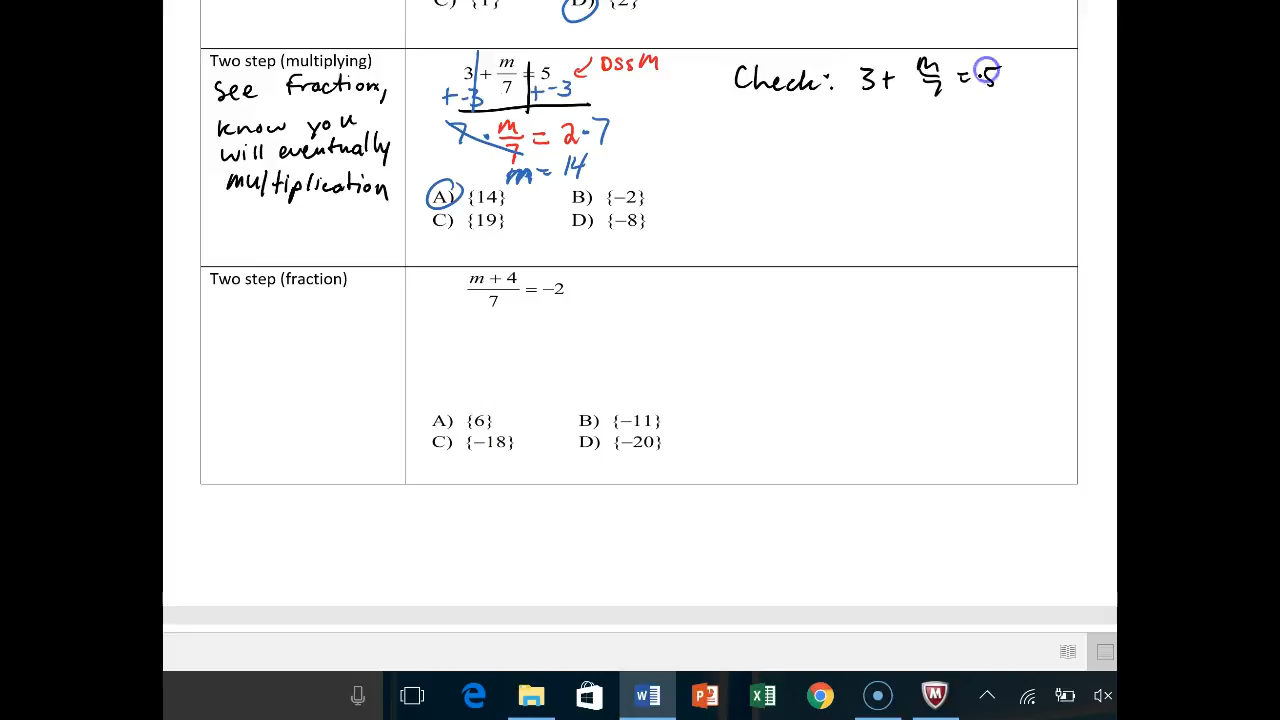 C) {1} D) {2}
Two step (multiplying)
see fraction,
know you
will eventually
multiplication
3 + m/7 = 5
DSSM
+ -3 + -3
7 · m/7 = 2 · 7
m = 14
A) {14} B) {−2}
C) {19} D) {−8}
Check: 3 + m/7 = 5
Two step (fraction)
m + 4/7 = −2
A) {6} B) {−11}
C) {−18} D) {−20}